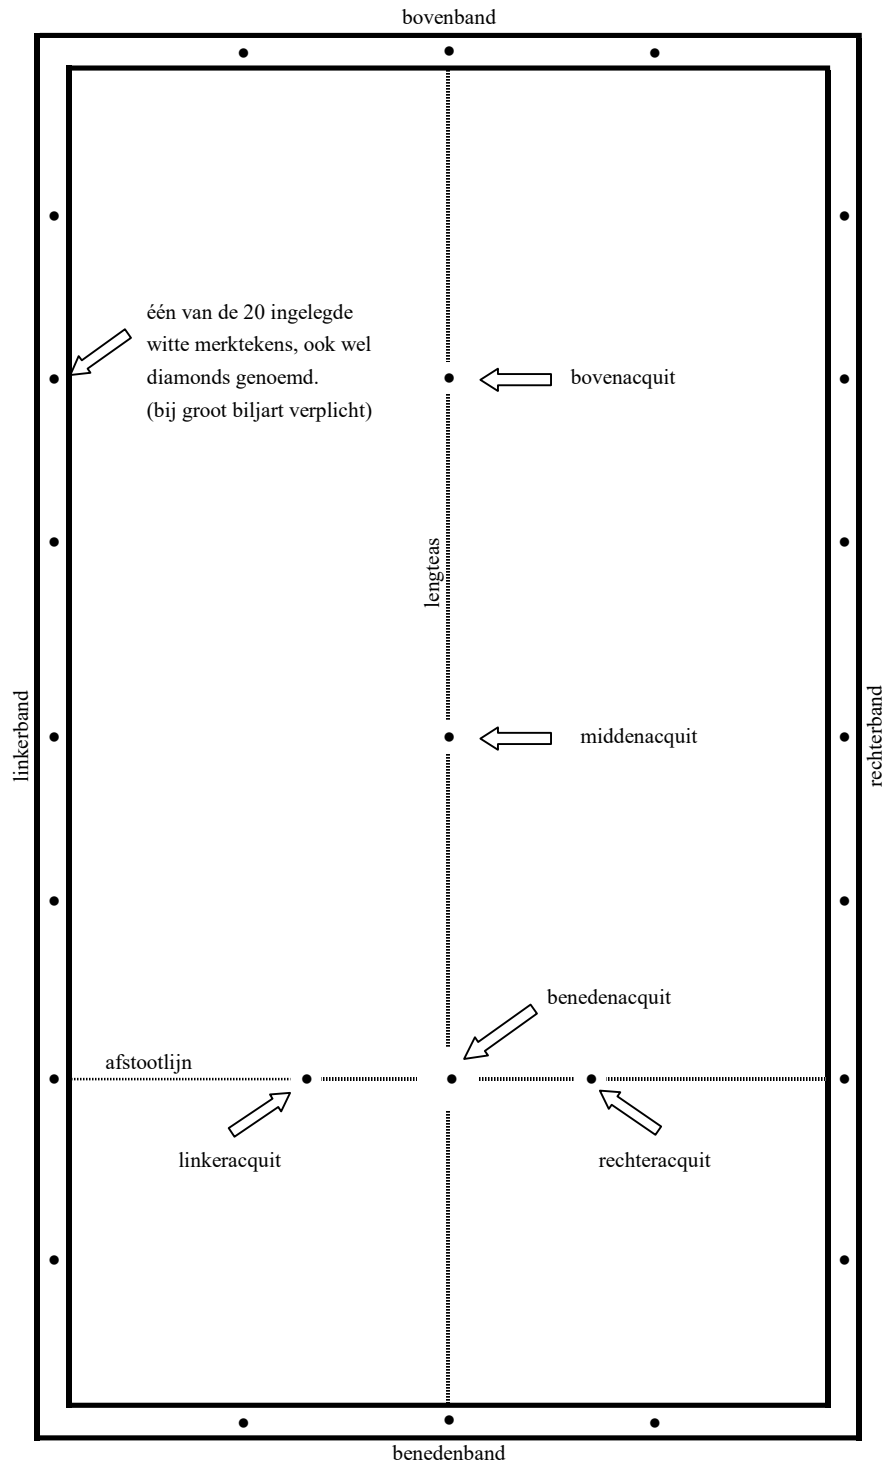 bovenband
één van de 20 ingelegde
witte merktekens, ook wel
diamonds genoemd.
(bij groot biljart verplicht)
bovenacquit
lengteas
linkerband
rechterband
middenacquit
benedenacquit
afstootlijn
linkeracquit
rechteracquit
benedenband